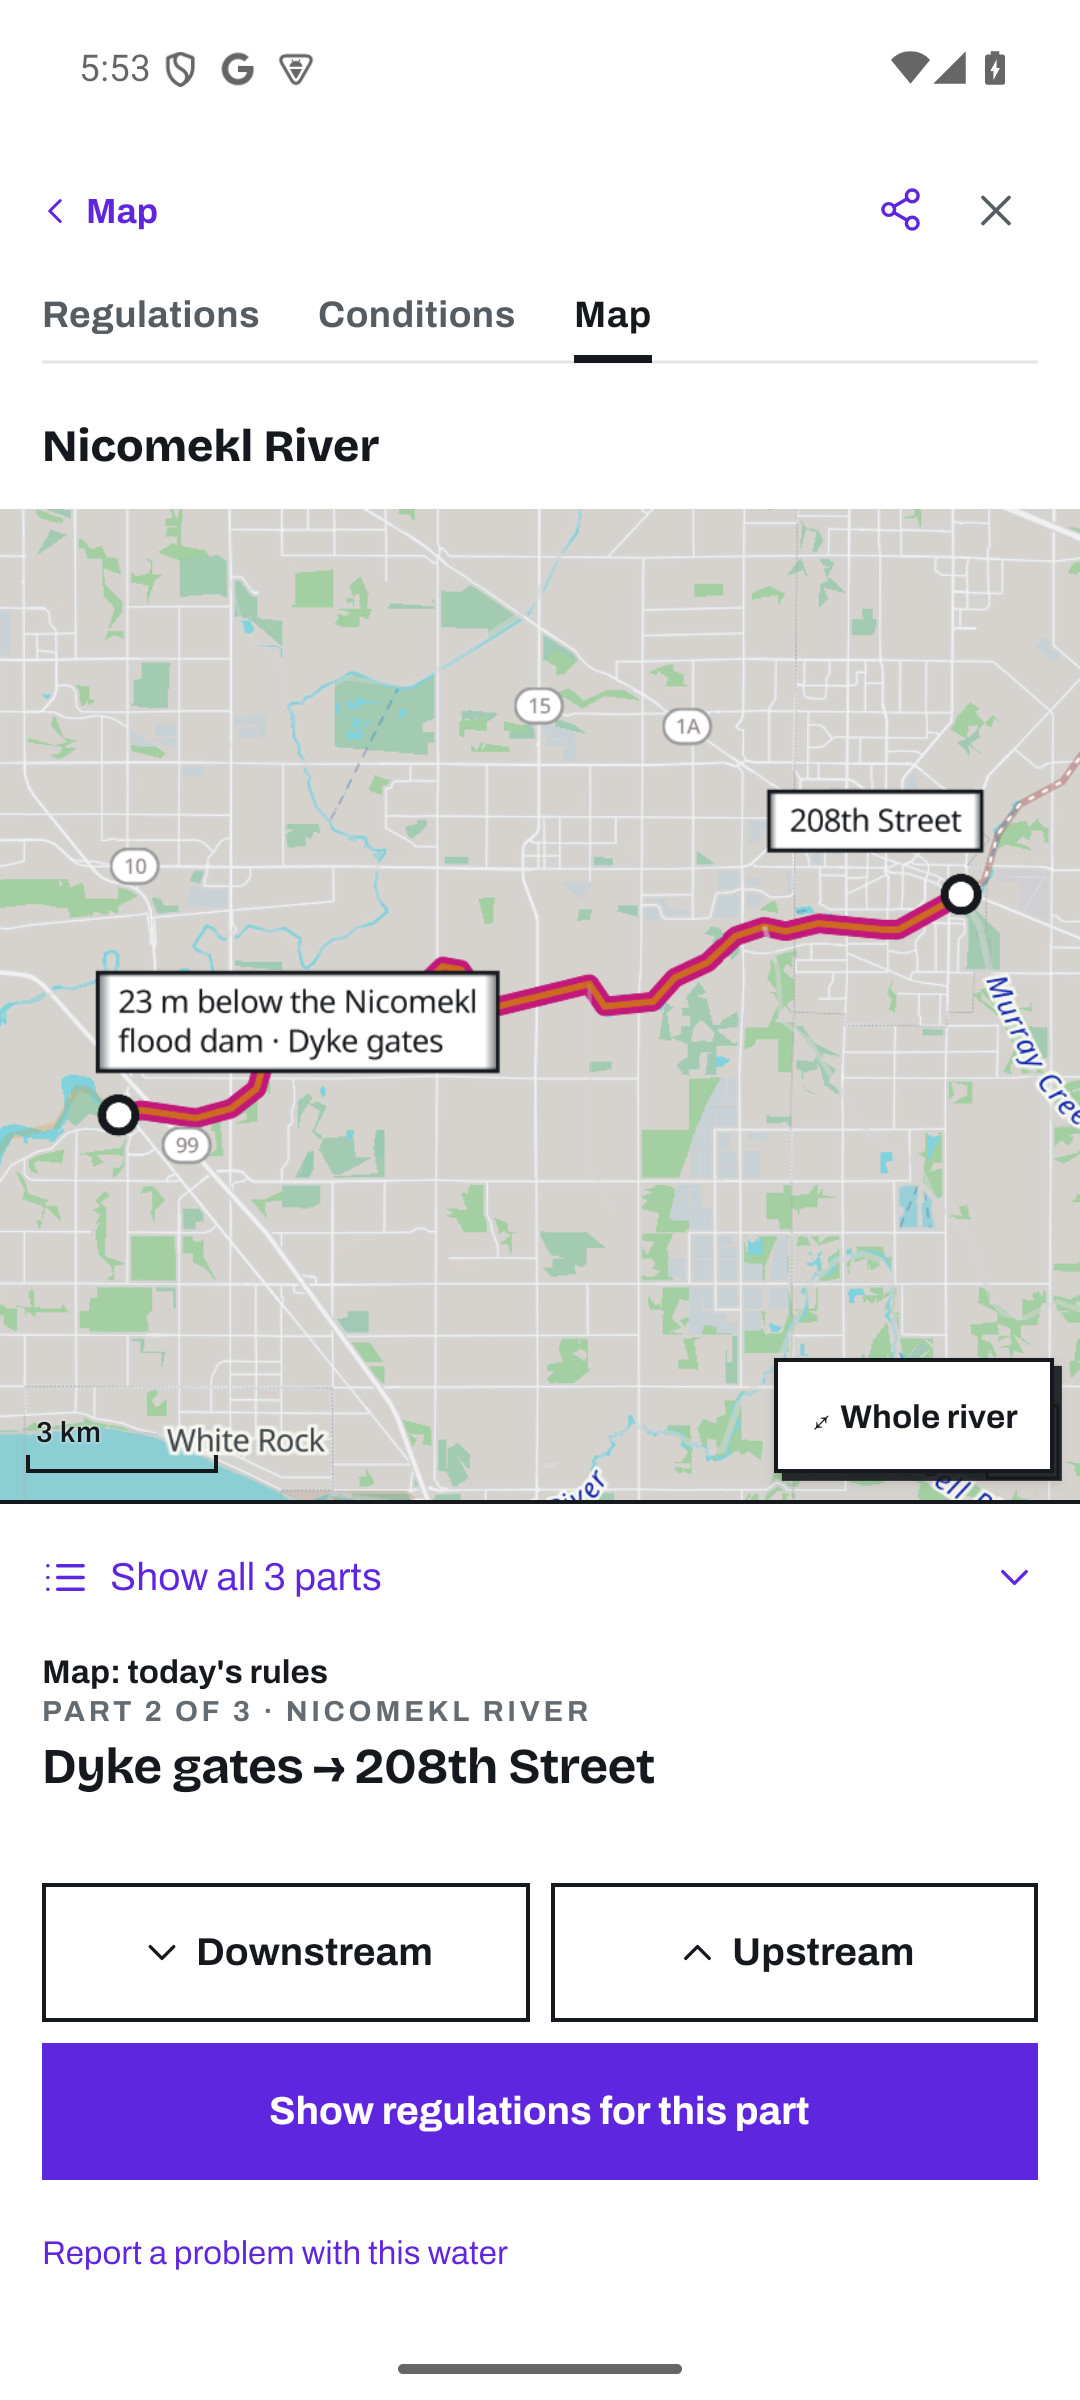 5:53
Map
Regulations Conditions Map
Nicomekl River
15
1A
208th Street
10
23 m below the Nicomekl
flood dam · Dyke gates
Murray Cree
99
3 km
White Rock
Whole river
River
ell
Show all 3 parts
Map: today's rules
PART 2 OF 3 · NICOMEKL RIVER
Dyke gates → 208th Street
Downstream
Upstream
Show regulations for this part
Report a problem with this water